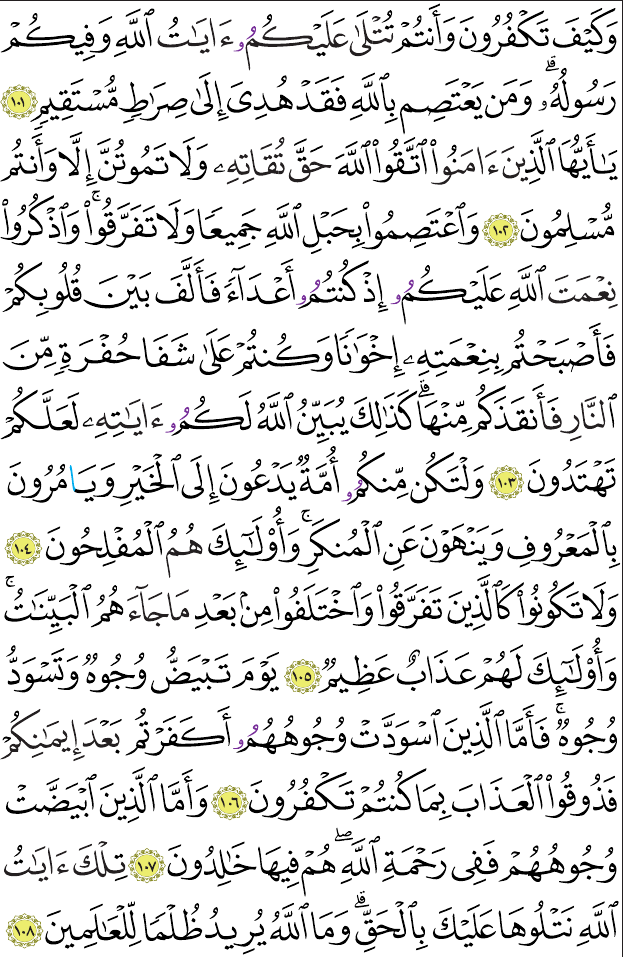 وَكَيْفَ تَكْفُرُونَ وَأَنتُمْ تُتْلَىٰ عَلَيْكُمُۥ ءَايَٰتُ ٱللَّهِ وَفِيكُمْ
رَسُولُهُۥۗ وَمَن يَعْتَصِم بِٱللَّهِ فَقَدْ هُدِىَ إِلَىٰ صِرَٰطٍ مُّسْتَقِيمٍ ١٠١
يَٰٓأَيُّهَا ٱلَّذِينَ ءَامَنُوا۟ ٱتَّقُوا۟ ٱللَّهَ حَقَّ تُقَاتِهِۦ وَلَا تَمُوتُنَّ إِلَّا وَأَنتُم
مُّسْلِمُونَ ١٠٢ وَٱعْتَصِمُوا۟ بِحَبْلِ ٱللَّهِ جَمِيعًا وَلَا تَفَرَّقُوا۟ۚ وَٱذْكُرُوا۟
نِعْمَتَ ٱللَّهِ عَلَيْكُمُۥ إِذْ كُنتُمُۥ أَعْدَآءً فَأَلَّفَ بَيْنَ قُلُوبِكُمْ
فَأَصْبَحْتُم بِنِعْمَتِهِۦ إِخْوَٰنًا وَكُنتُمْ عَلَىٰ شَفَا حُفْرَةٍ مِّنَ
ٱلنَّارِ فَأَنقَذَكُم مِّنْهَاۗ كَذَٰلِكَ يُبَيِّنُ ٱللَّهُ لَكُمُۥ ءَايَٰتِهِۦ لَعَلَّكُمْ
تَهْتَدُونَ ١٠٣ وَلْتَكُن مِّنكُمُۥ أُمَّةٌ يَدْعُونَ إِلَى ٱلْخَيْرِ وَيَامُرُونَ
بِٱلْمَعْرُوفِ وَيَنْهَوْنَ عَنِ ٱلْمُنكَرِۚ وَأُو۟لَٰٓئِكَ هُمُ ٱلْمُفْلِحُونَ ١٠٤
وَلَا تَكُونُوا۟ كَٱلَّذِينَ تَفَرَّقُوا۟ وَٱخْتَلَفُوا۟ مِنۢ بَعْدِ مَا جَآءَهُمُ ٱلْبَيِّنَٰتُۚ
وَأُو۟لَٰٓئِكَ لَهُمْ عَذَابٌ عَظِيمٌ ١٠٥ يَوْمَ تَبْيَضُّ وُجُوهٌ وَتَسْوَدُّ
وُجُوهٌۚ فَأَمَّا ٱلَّذِينَ ٱسْوَدَّتْ وُجُوهُهُمُۥ أَكَفَرْتُم بَعْدَ إِيمَٰنِكُمْ
فَذُوقُوا۟ ٱلْعَذَابَ بِمَا كُنتُمْ تَكْفُرُونَ ١٠٦ وَأَمَّا ٱلَّذِينَ ٱبْيَضَّتْ
وُجُوهُهُمْ فَفِى رَحْمَةِ ٱللَّهِۖ هُمْ فِيهَا خَٰلِدُونَ ١٠٧ تِلْكَ ءَايَٰتُ
ٱللَّهِ نَتْلُوهَا عَلَيْكَ بِٱلْحَقِّۗ وَمَا ٱللَّهُ يُرِيدُ ظُلْمًا لِّلْعَٰلَمِينَ ١٠٨